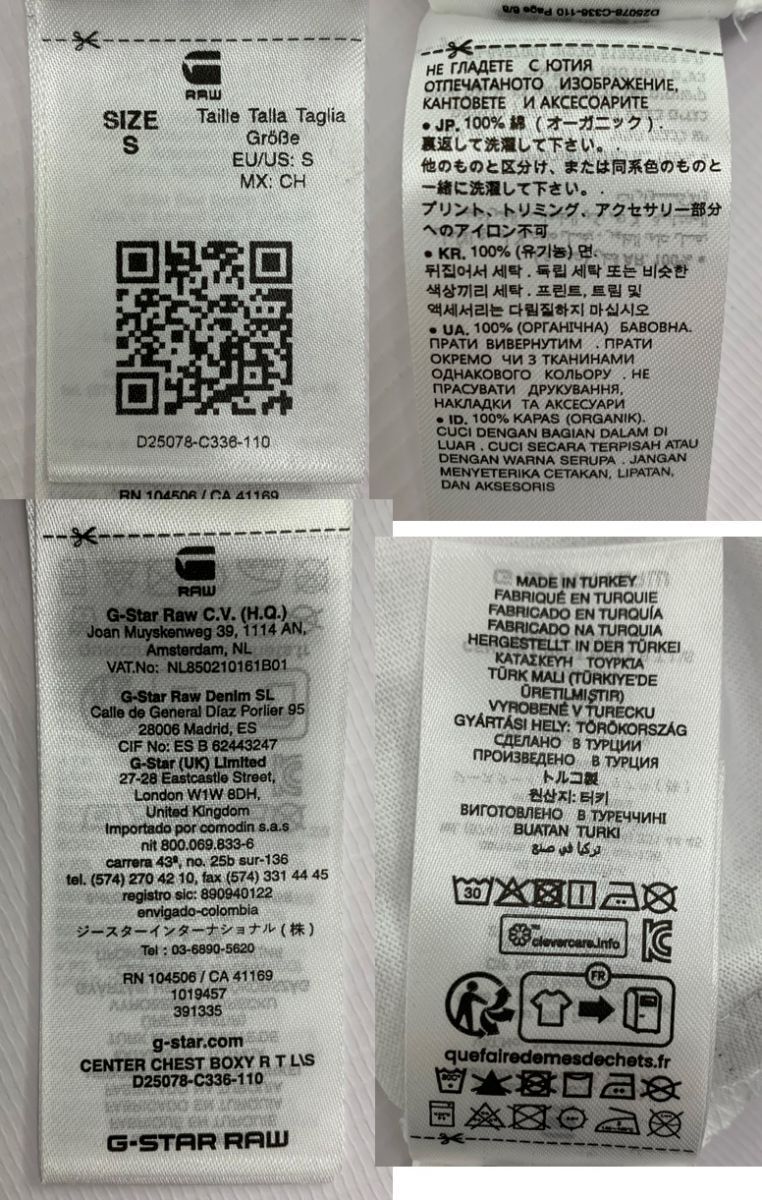 RAW
SIZE
S
Taille Talla Taglia
Größe
EU/US: S
MX: CH
D25078-C336-110
RN 104506 / CA 41169
D25078-C336-110 Page 8/8
НЕ ГЛАДЕТЕ С ЮТИЯ
ОТПЕЧАТАНОТО ИЗОБРАЖЕНИЕ,
КАНТОВЕТЕ И АКСЕСОАРИТЕ
• JP. 100% 綿 ( オーガニック ) .
裏返して洗濯して下さい。 .
他のものと区分け、または同系色のものと
一緒に洗濯して下さい。 .
プリント、トリミング、アクセサリー部分
へのアイロン不可
• KR. 100% (유기농) 면.
뒤집어서 세탁 . 독립 세탁 또는 비슷한
색상끼리 세탁 . 프린트, 트림 및
액세서리는 다림질하지 마십시오
• UA. 100% (ОРГАНІЧНА) БАВОВНА.
ПРАТИ ВИВЕРНУТИМ . ПРАТИ
ОКРЕМО ЧИ З ТКАНИНАМИ
ОДНАКОВОГО КОЛЬОРУ . НЕ
ПРАСУВАТИ ДРУКУВАННЯ,
НАКЛАДКИ ТА АКСЕСУАРИ
• ID. 100% KAPAS (ORGANIK).
CUCI DENGAN BAGIAN DALAM DI
LUAR . CUCI SECARA TERPISAH ATAU
DENGAN WARNA SERUPA . JANGAN
MENYETERIKA CETAKAN, LIPATAN,
DAN AKSESORIS
RAW
G-Star Raw C.V. (H.Q.)
Joan Muyskenweg 39, 1114 AN,
Amsterdam, NL
VAT.No: NL850210161B01
G-Star Raw Denim SL
Calle de General Díaz Porlier 95
28006 Madrid, ES
CIF No: ES B 62443247
G-Star (UK) Limited
27-28 Eastcastle Street,
London W1W 8DH,
United Kingdom
Importado por comodin s.a.s
nit 800.069.833-6
carrera 43ª, no. 25b sur-136
tel. (574) 270 42 10, fax (574) 331 44 45
registro sic: 890940122
envigado-colombia
ジースターインターナショナル ( 株 )
Tel : 03-6890-5620
RN 104506 / CA 41169
1019457
391335
g-star.com
CENTER CHEST BOXY R T L\S
D25078-C336-110
G-STAR RAW
MADE IN TURKEY
FABRIQUÉ EN TURQUIE
FABRICADO EN TURQUÍA
FABRICADO NA TURQUIA
HERGESTELLT IN DER TÜRKEI
ΚΑΤΑΣΚΕΥΗ ΤΟΥΡΚΙΑ
TÜRK MALI (TÜRKIYE'DE
ÜRETILMIŞTIR)
VYROBENÉ V TURECKU
GYÁRTÁSI HELY: TÖRÖKORSZÁG
СДЕЛАНО В ТУРЦИИ
ПРОИЗВЕДЕНО В ТУРЦИЯ
トルコ製
원산지: 터키
ВИГОТОВЛЕНО В ТУРЕЧЧИНІ
BUATAN TURKI
تركيا في صنع
30
clevercare.info
FR
quefairedemesdechets.fr